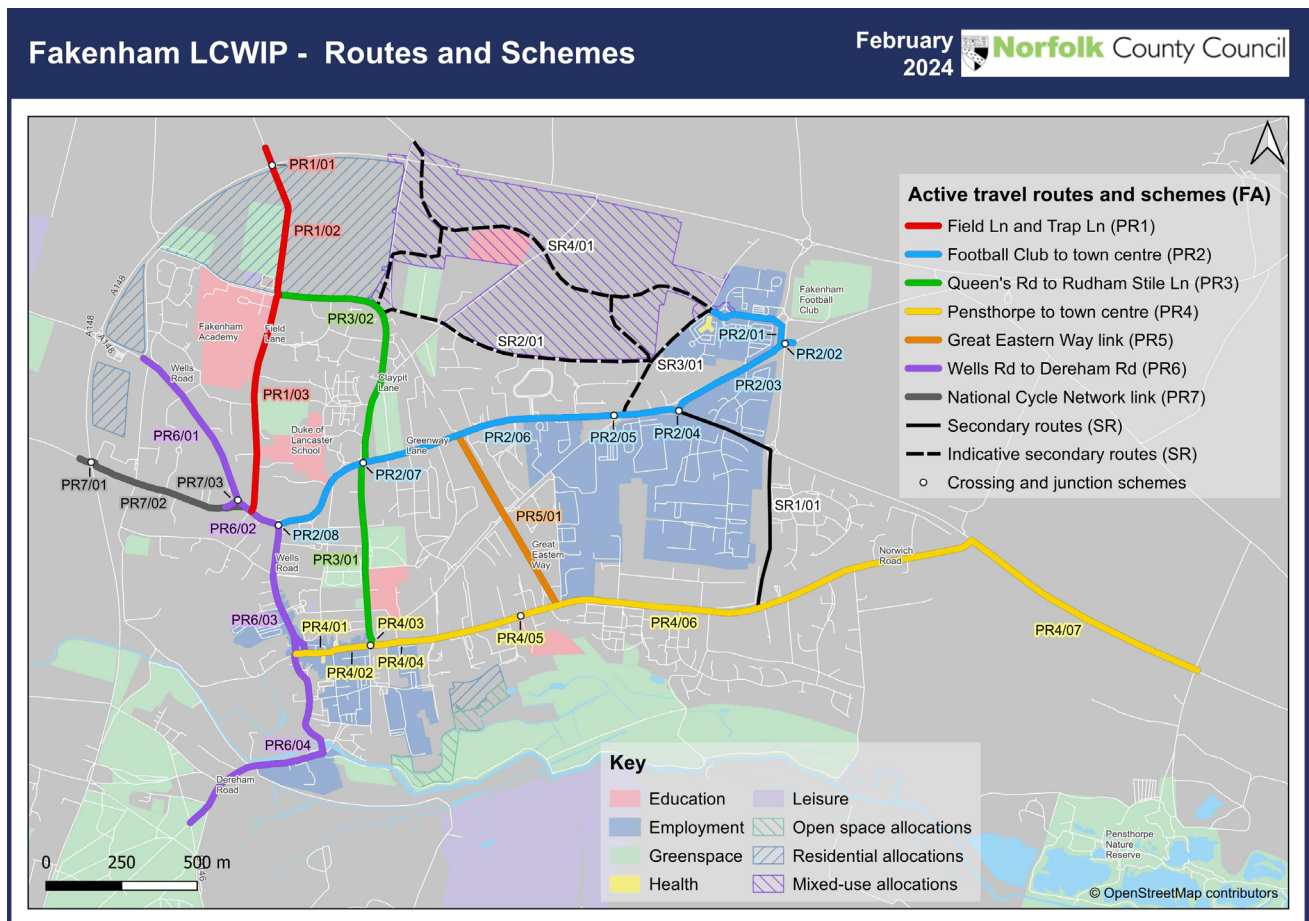 Fakenham LCWIP - Routes and Schemes
February
2024
Norfolk County Council
Active travel routes and schemes (FA)
Field Ln and Trap Ln (PR1)
Football Club to town centre (PR2)
Queen's Rd to Rudham Stile Ln (PR3)
Pensthorpe to town centre (PR4)
Great Eastern Way link (PR5)
Wells Rd to Dereham Rd (PR6)
National Cycle Network link (PR7)
Secondary routes (SR)
Indicative secondary routes (SR)
Crossing and junction schemes
PR1/01
PR1/02
SR4/01
A148
A148
A148
Fakenham
Football
Club
PR3/02
Fakenham
Academy
Field
Lane
SR2/01
PR2/01
PR2/02
SR3/01
Wells
Road
PR2/03
Claypit
Lane
PR1/03
PR6/01
Duke of
Lancaster
School
Greenway
Lane
PR2/06
PR2/05
PR2/04
PR7/01
PR7/03
PR2/07
PR7/02
SR1/01
PR6/02
PR5/01
PR2/08
Great
Eastern
Way
Norwich
Road
PR3/01
Wells
Road
PR6/03
PR4/01
PR4/03
PR4/05
PR4/06
PR4/07
PR4/02
PR4/04
PR6/04
Dereham
Road
Key
Education
Employment
Greenspace
Health
Leisure
Open space allocations
Residential allocations
Mixed-use allocations
Pensthorpe
Nature
Reserve
0
250
500 m
© OpenStreetMap contributors